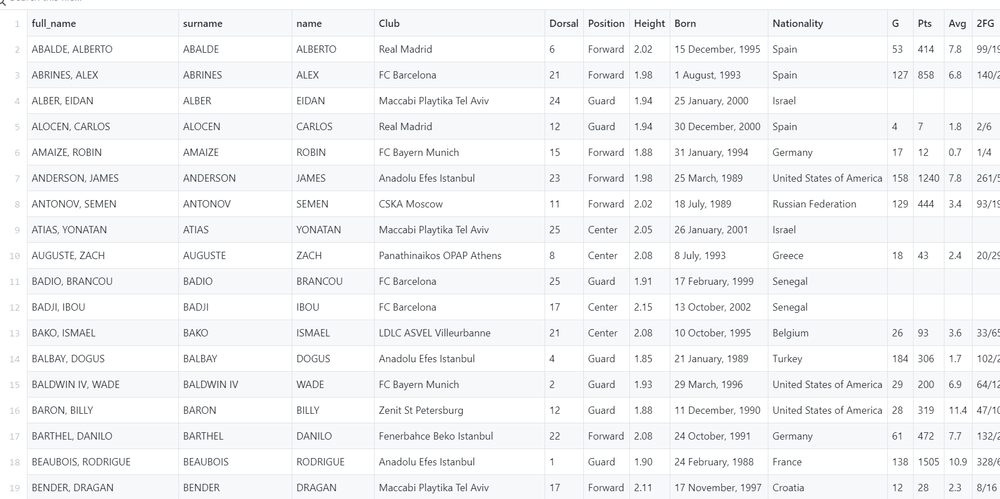 1 full_name surname name Club Dorsal Position Height Born Nationality G Pts Avg 2FG
2 ABALDE, ALBERTO ABALDE ALBERTO Real Madrid 6 Forward 2.02 15 December, 1995 Spain 53 414 7.8 99/19
3 ABRINES, ALEX ABRINES ALEX FC Barcelona 21 Forward 1.98 1 August, 1993 Spain 127 858 6.8 140/2
4 ALBER, EIDAN ALBER EIDAN Maccabi Playtika Tel Aviv 24 Guard 1.94 25 January, 2000 Israel
5 ALOCEN, CARLOS ALOCEN CARLOS Real Madrid 12 Guard 1.94 30 December, 2000 Spain 4 7 1.8 2/6
6 AMAIZE, ROBIN AMAIZE ROBIN FC Bayern Munich 15 Forward 1.88 31 January, 1994 Germany 17 12 0.7 1/4
7 ANDERSON, JAMES ANDERSON JAMES Anadolu Efes Istanbul 23 Forward 1.98 25 March, 1989 United States of America 158 1240 7.8 261/5
8 ANTONOV, SEMEN ANTONOV SEMEN CSKA Moscow 11 Forward 2.02 18 July, 1989 Russian Federation 129 444 3.4 93/19
9 ATIAS, YONATAN ATIAS YONATAN Maccabi Playtika Tel Aviv 25 Center 2.05 26 January, 2001 Israel
10 AUGUSTE, ZACH AUGUSTE ZACH Panathinaikos OPAP Athens 8 Center 2.08 8 July, 1993 Greece 18 43 2.4 20/29
11 BADIO, BRANCOU BADIO BRANCOU FC Barcelona 25 Guard 1.91 17 February, 1999 Senegal
12 BADJI, IBOU BADJI IBOU FC Barcelona 17 Center 2.15 13 October, 2002 Senegal
13 BAKO, ISMAEL BAKO ISMAEL LDLC ASVEL Villeurbanne 21 Center 2.08 10 October, 1995 Belgium 26 93 3.6 33/65
14 BALBAY, DOGUS BALBAY DOGUS Anadolu Efes Istanbul 4 Guard 1.85 21 January, 1989 Turkey 184 306 1.7 102/2
15 BALDWIN IV, WADE BALDWIN IV WADE FC Bayern Munich 2 Guard 1.93 29 March, 1996 United States of America 29 200 6.9 64/12
16 BARON, BILLY BARON BILLY Zenit St Petersburg 12 Guard 1.88 11 December, 1990 United States of America 28 319 11.4 47/10
17 BARTHEL, DANILO BARTHEL DANILO Fenerbahce Beko Istanbul 22 Forward 2.08 24 October, 1991 Germany 61 472 7.7 132/2
18 BEAUBOIS, RODRIGUE BEAUBOIS RODRIGUE Anadolu Efes Istanbul 1 Guard 1.90 24 February, 1988 France 138 1505 10.9 328/6
19 BENDER, DRAGAN BENDER DRAGAN Maccabi Playtika Tel Aviv 17 Forward 2.11 17 November, 1997 Croatia 12 28 2.3 8/16